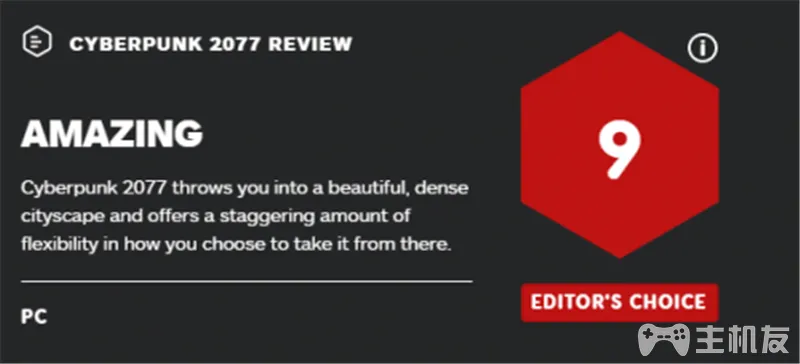 CYBERPUNK 2077 REVIEW
AMAZING
Cyberpunk 2077 throws you into a beautiful, dense
cityscape and offers a staggering amount of
flexibility in how you choose to take it from there.
PC
9
EDITOR'S CHOICE
主机友